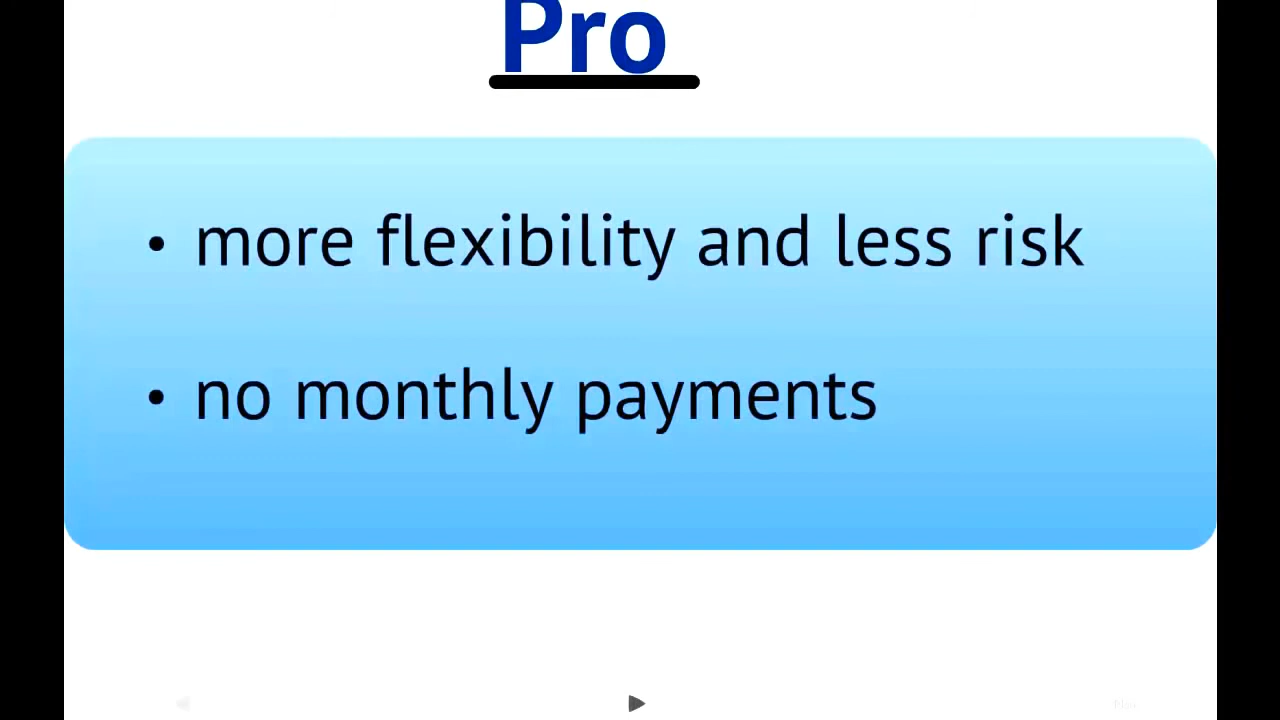 Pro
• more flexibility and less risk
• no monthly payments